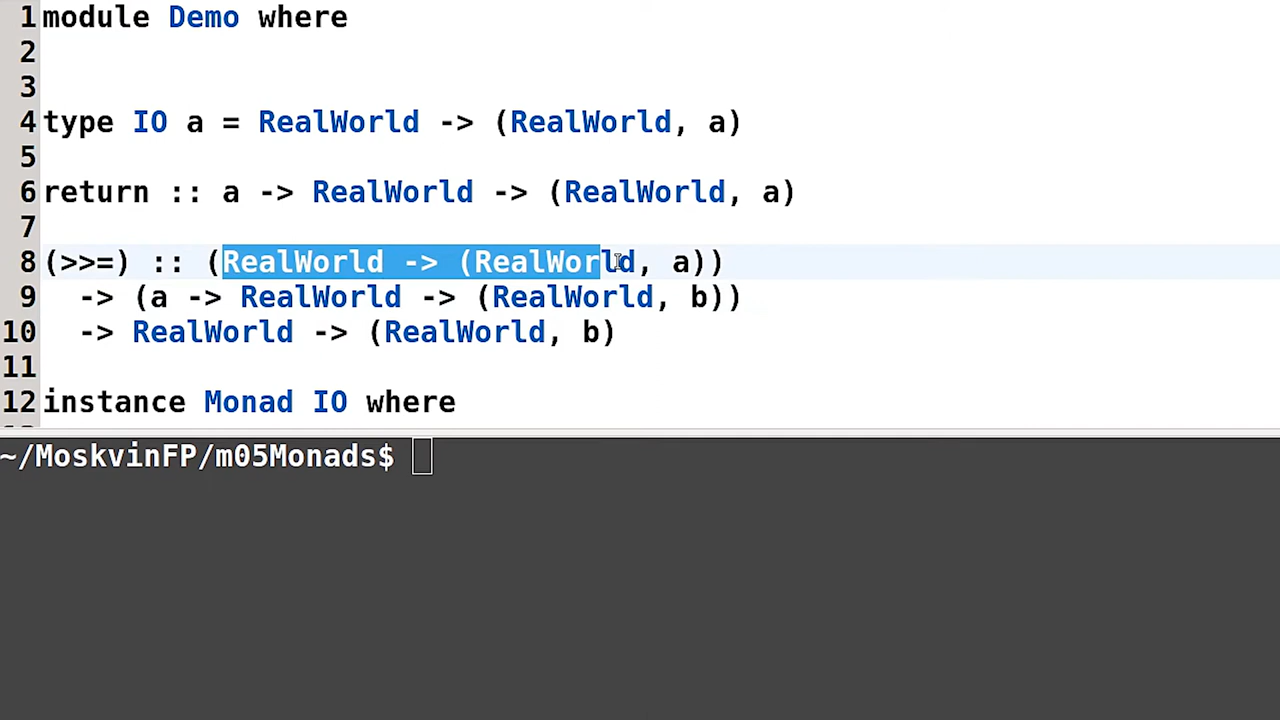 1 module Demo where
2
3
4 type IO a = RealWorld -> (RealWorld, a)
5
6 return :: a -> RealWorld -> (RealWorld, a)
7
8 (>>=) :: (RealWorld -> (RealWorld, a))
9   -> (a -> RealWorld -> (RealWorld, b))
10   -> RealWorld -> (RealWorld, b)
11
12 instance Monad IO where
~/MoskvinFP/m05Monads$